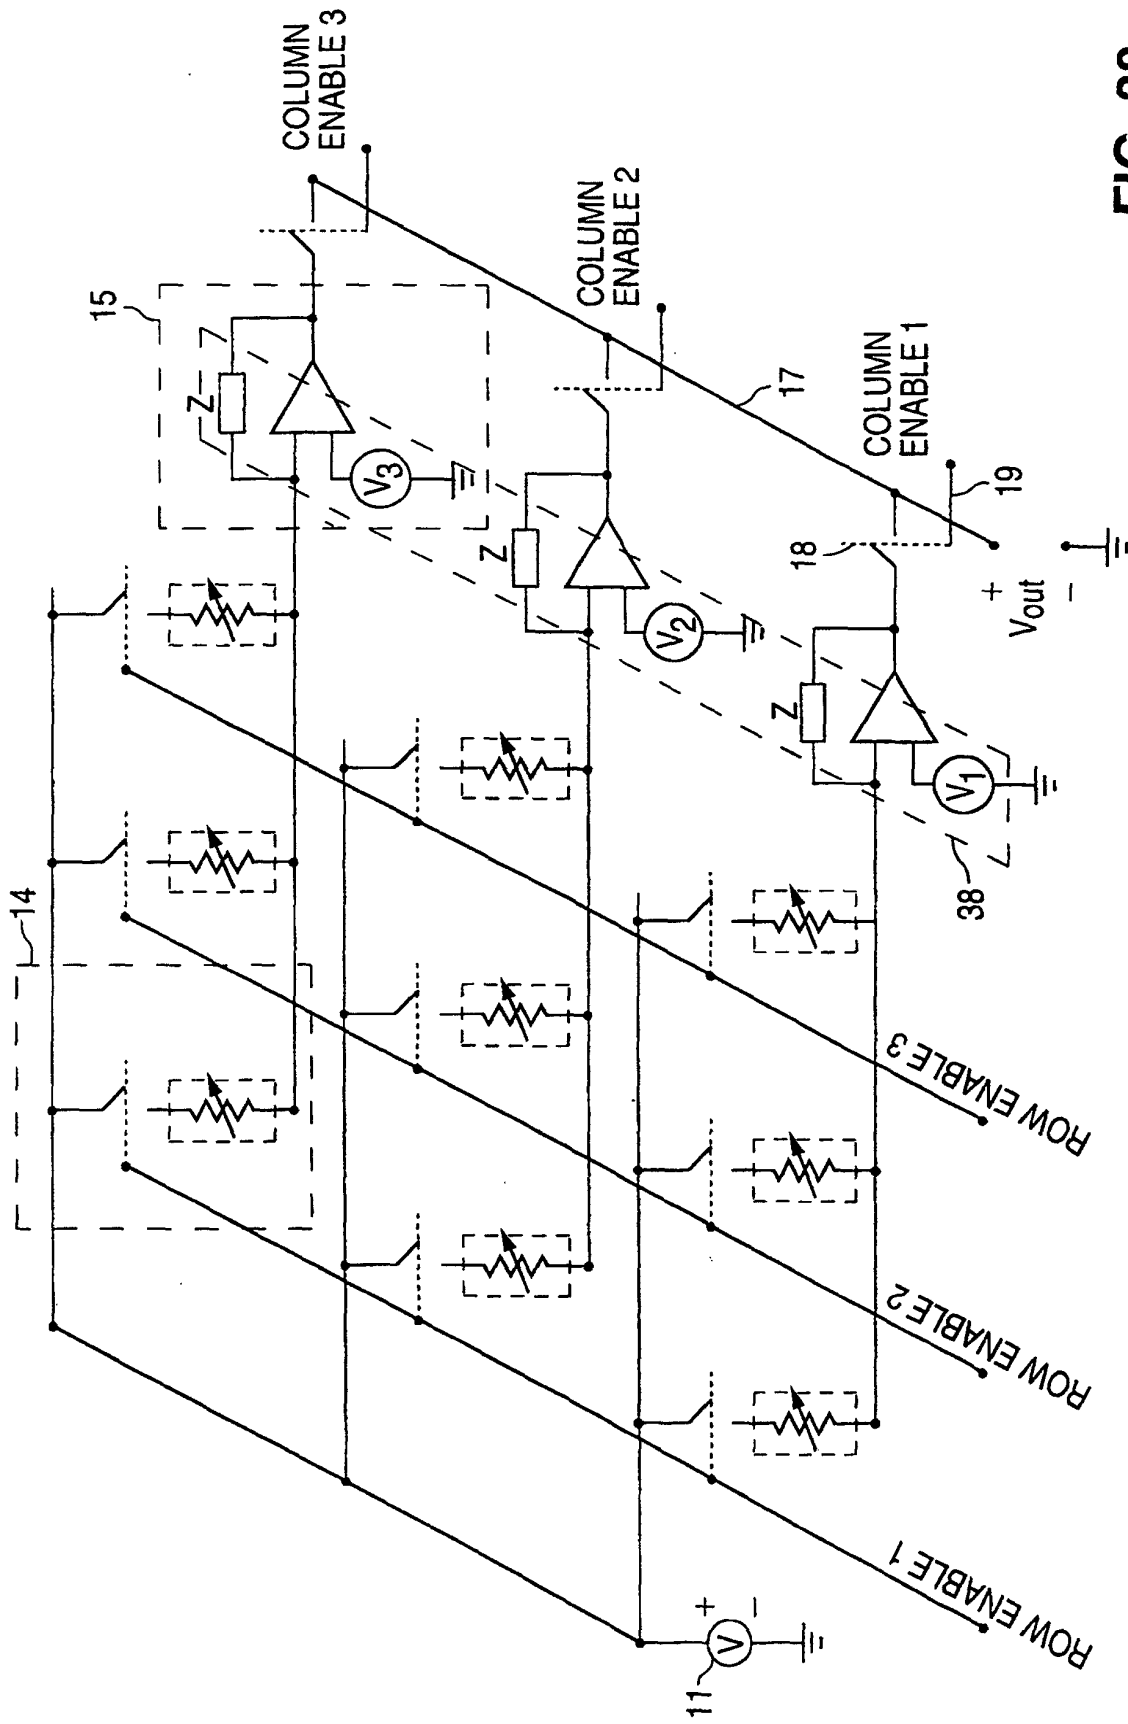 COLUMN
ENABLE 3
15
Z
V3
COLUMN
ENABLE 2
14
Z
V2
17
COLUMN
ENABLE 1
18
19
Z
V1
+
Vout
−
38
ROW ENABLE 3
ROW ENABLE 2
ROW ENABLE 1
11
V
+
−
FIG.